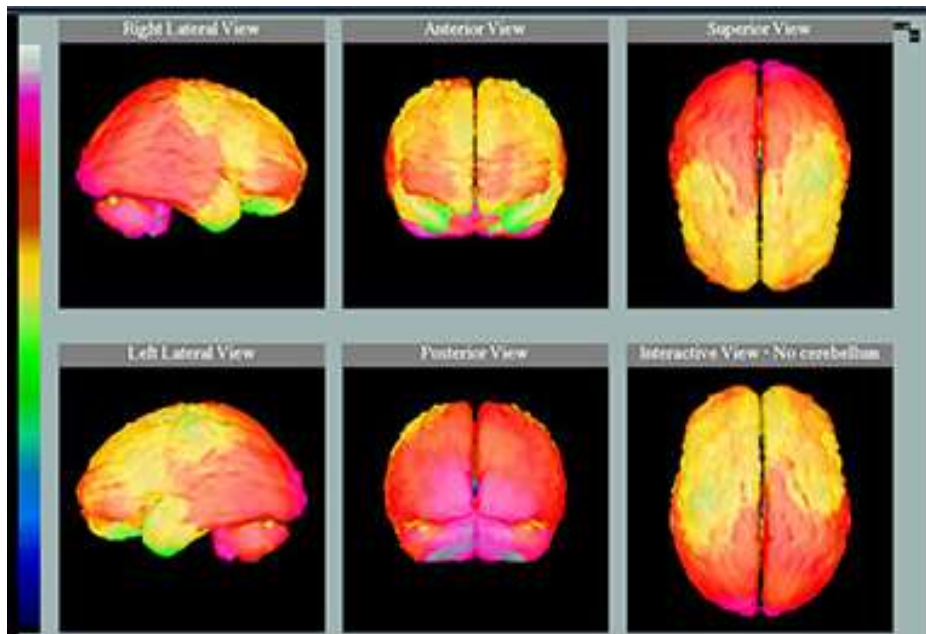 Right Lateral View
Anterior View
Superior View
Left Lateral View
Posterior View
Interactive View - No cerebellum